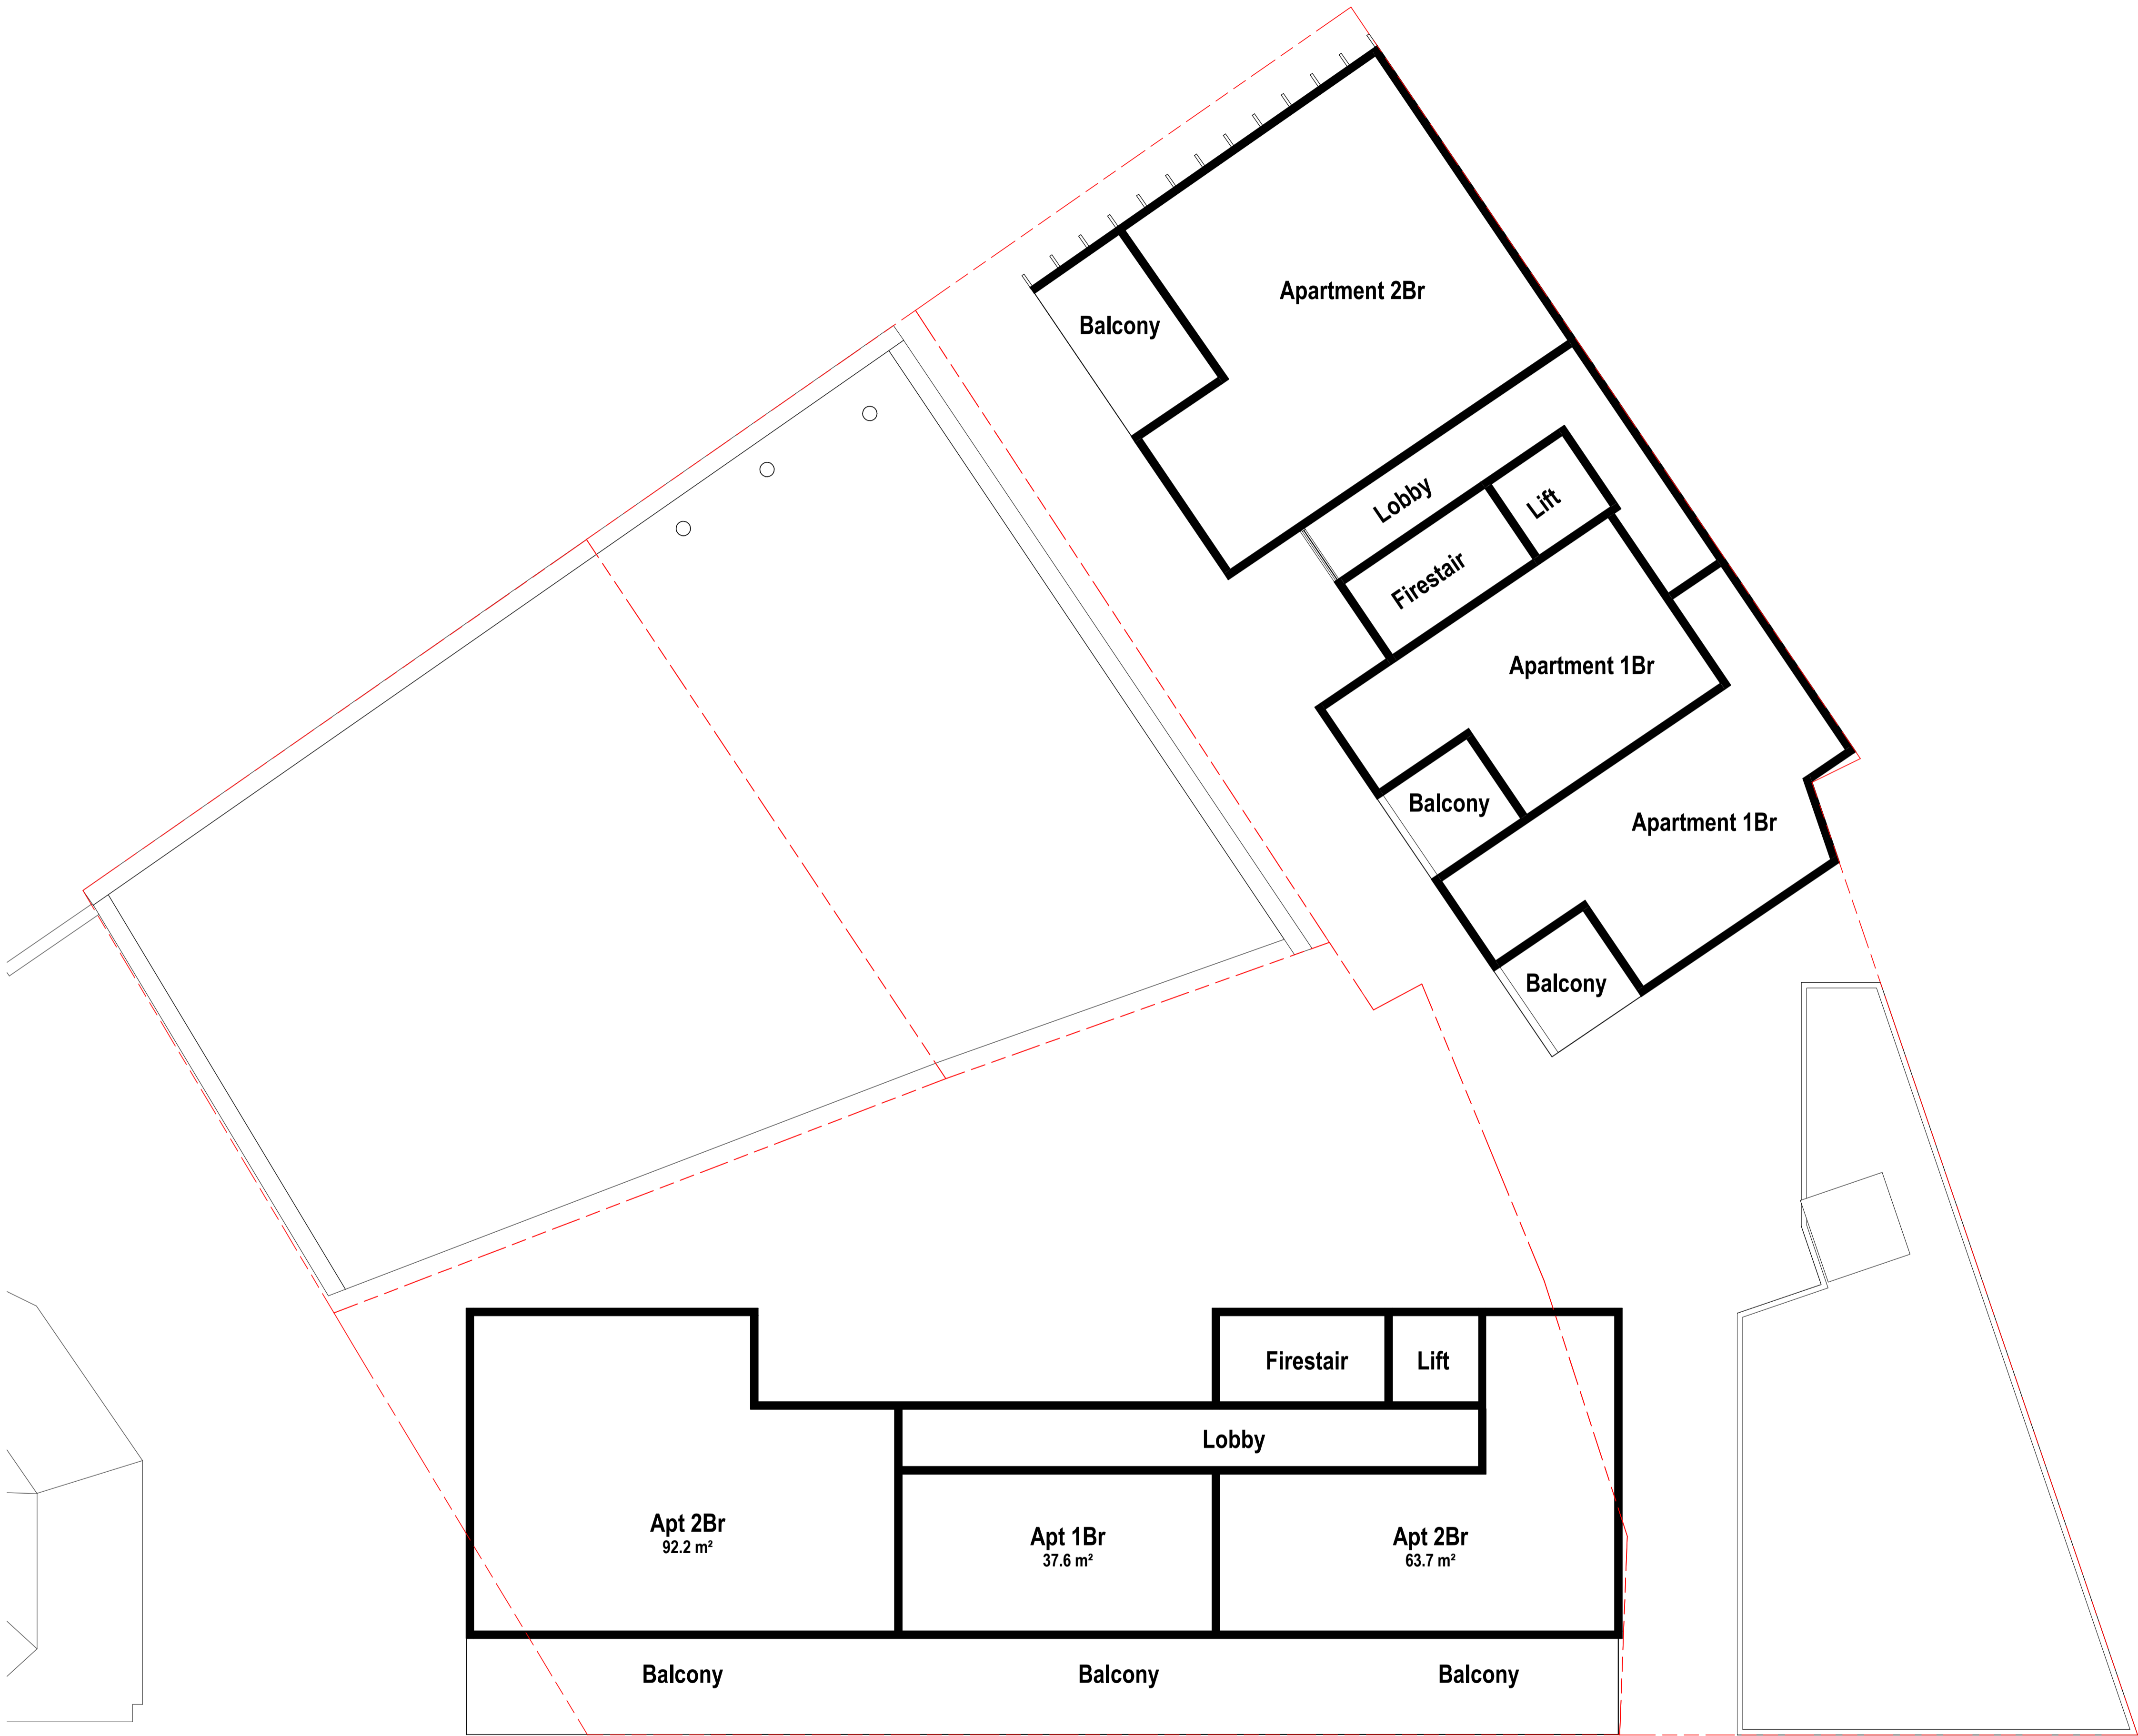 Apartment 2Br
Balcony
Lobby
Lift
Firestair
Apartment 1Br
Balcony
Apartment 1Br
Balcony
Firestair
Lift
Lobby
Apt 2Br
92.2 m²
Apt 1Br
37.6 m²
Apt 2Br
63.7 m²
Balcony
Balcony
Balcony